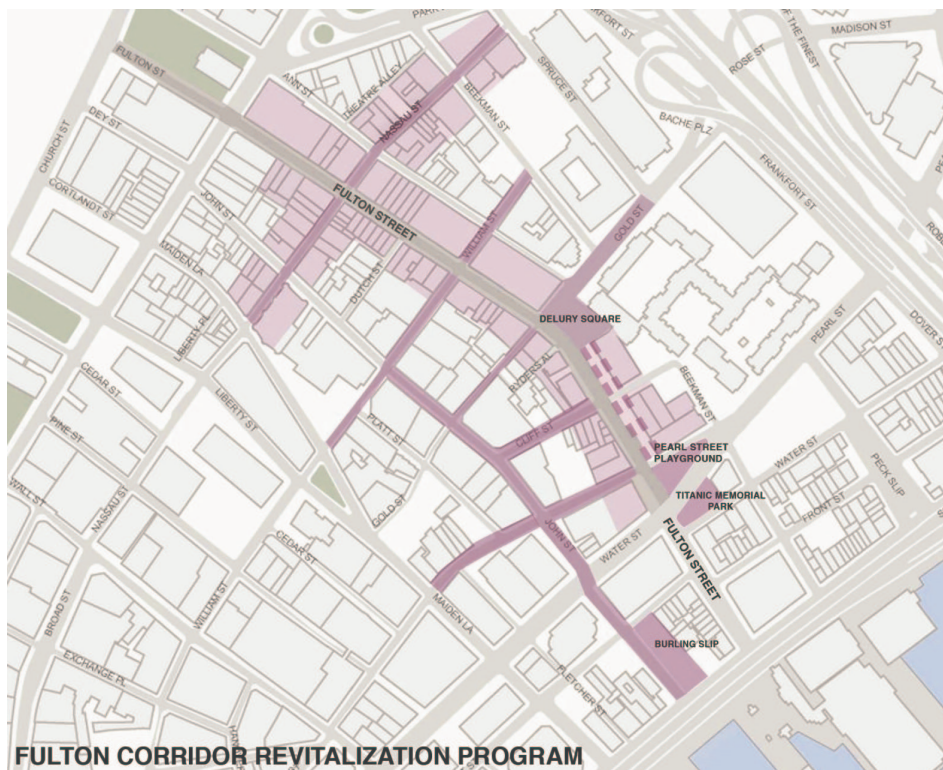 PARK
FULTON ST
ANN ST
THEATRE ALLEY
NASSAU ST
BEEKMAN ST
SPRUCE ST
ROSE ST
OF THE FINEST
MADISON ST
BACHE PLZ
FRANKFORT ST
DEY ST
CHURCH ST
CORTLANDT ST
JOHN ST
MAIDEN LA
FULTON STREET
WILLIAM ST
GOLD ST
DUTCH ST
LIBERTY PL
DELURY SQUARE
PEARL ST
DOVER S
RYDERS AL
BEEKMAN ST
CEDAR ST
LIBERTY ST
PINE ST
PLATT ST
CLIFF ST
PEARL STREET
PLAYGROUND
WATER ST
PECK SLIP
WALL ST
NASSAU ST
GOLD ST
TITANIC MEMORIAL
PARK
FRONT ST
CEDAR ST
JOHN ST
WATER ST
FULTON STREET
BROAD ST
WILLIAM ST
MAIDEN LA
BURLING SLIP
EXCHANGE PL
FLETCHER ST
FULTON CORRIDOR REVITALIZATION PROGRAM